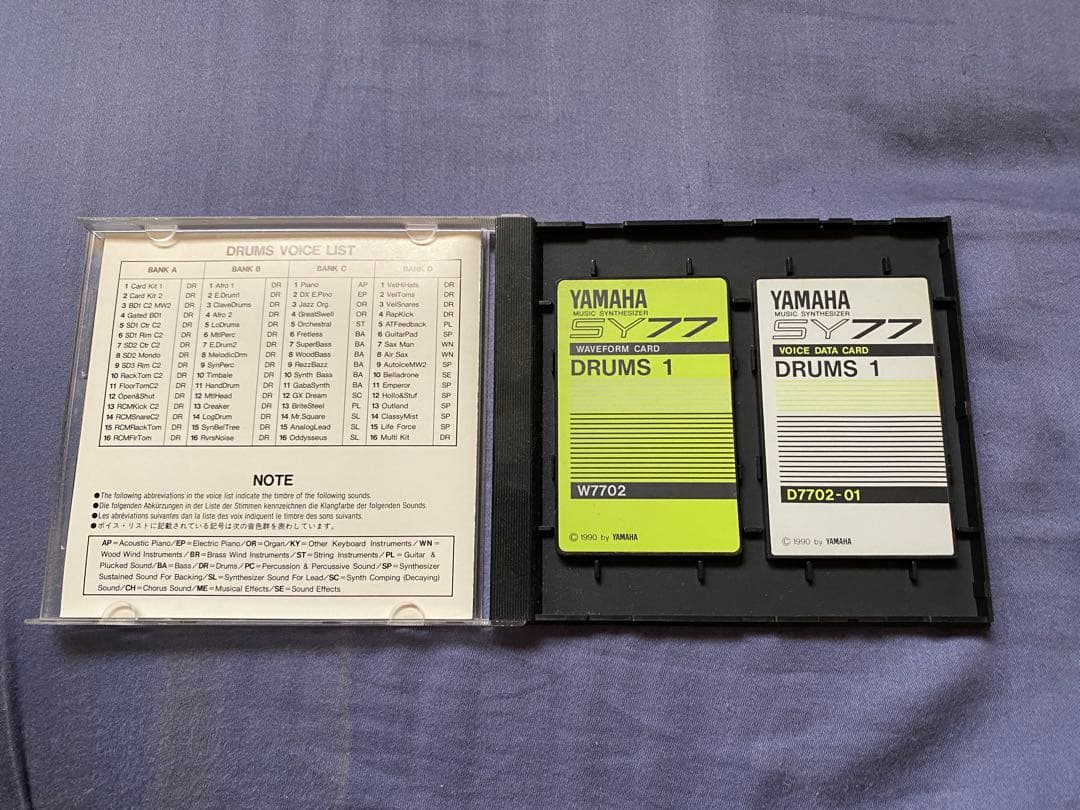 DRUMS VOICE LIST
BANK A BANK B BANK C BANK D
1 Card Kit 1 DR 1 Afro 1 DR 1 Piano AP 1 VelHiHats DR
2 Card Kit 2 DR 2 E.Drum1 DR 2 DX E.Pino EP 2 VelToms DR
3 BD1 C2 MW2 DR 3 ClaveDrums DR 3 Jazz Org. OR 3 VelSnares DR
4 Gated BD1 DR 4 Afro 2 DR 4 GreatSwell OR 4 RapKick DR
5 SD1 Ctr C2 DR 5 LoDrums DR 5 Orchestral ST 5 ATFeedback PL
6 SD1 Rim C2 DR 6 MtlPerc DR 6 Fretless BA 6 GuitarPad SP
7 SD2 Ctr C2 DR 7 E.Drum2 DR 7 SuperBass BA 7 Sax Man WN
8 SD2 Mondo DR 8 MelodicDrm DR 8 WoodBass BA 8 Air Sax WN
9 SD3 Rim C2 DR 9 SynPerc DR 9 RezzBazz BA 9 AutoIceMW2 SP
10 RackTom C2 DR 10 Timbale DR 10 Synth Bass BA 10 Belladrone SE
11 FloorTomC2 DR 11 HandDrum DR 11 GabaSynth BA 11 Emperor SP
12 Open&Shut DR 12 MtlHead DR 12 GX Dream SC 12 Hollo&Stuf SP
13 RCMKick C2 DR 13 Creaker DR 13 BriteSteel PL 13 Outland SP
14 RCMSnareC2 DR 14 LogDrum DR 14 Mr.Square SL 14 ClassyMist SP
15 RCMRackTom DR 15 SynBelTree DR 15 AnalogLead SL 15 Life Force SP
16 RCMFlrTom DR 16 RvrsNoise DR 16 Oddysseus SL 16 Multi Kit DR
NOTE
●The following abbreviations in the voice list indicate the timbre of the following sounds.
●Die folgenden Abkürzungen in der Liste der Stimmen kennzeichnen die Klangfarbe der folgenden Sounds.
●Les abréviations suivantes dan la liste des voix indiquent le timbre des sons suivants.
●ボイス・リストに記載されている記号は次の音色群を表わしています。
AP=Acoustic Piano/EP=Electric Piano/OR=Organ/KY=Other Keyboard Instruments/WN=
Wood Wind Instruments/BR=Brass Wind Instruments/ST=String Instruments/PL=Guitar &
Plucked Sound/BA=Bass/DR=Drums/PC=Percussion & Percussive Sound/SP=Synthesizer
Sustained Sound For Backing/SL=Synthesizer Sound For Lead/SC=Synth Comping (Decaying)
Sound/CH=Chorus Sound/ME=Musical Effects/SE=Sound Effects
YAMAHA
MUSIC SYNTHESIZER
SY77
WAVEFORM CARD
DRUMS 1
W7702
© 1990 by YAMAHA
YAMAHA
MUSIC SYNTHESIZER
SY77
VOICE DATA CARD
DRUMS 1
D7702-01
© 1990 by YAMAHA